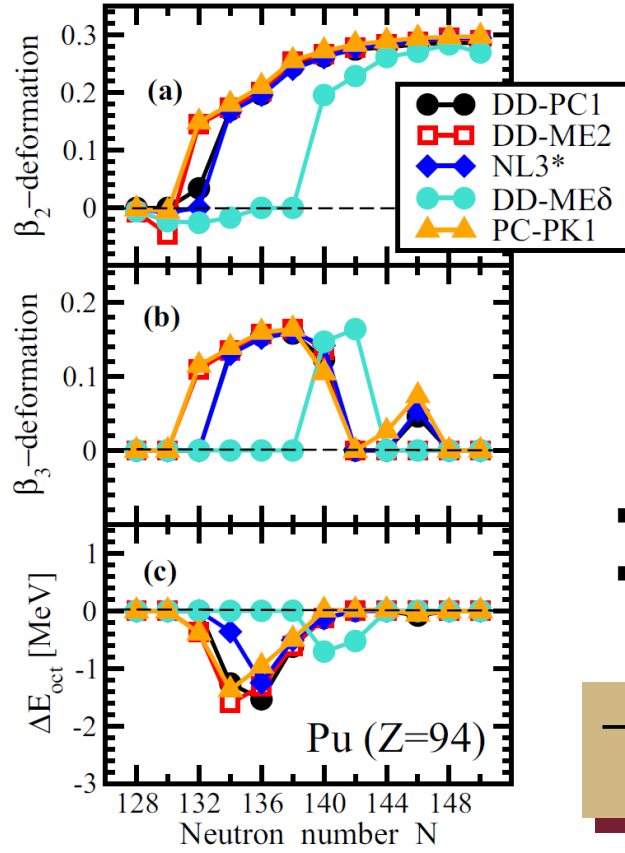 0.3
0.2
0.1
0
β₂−deformation
(a)
DD-PC1
DD-ME2
NL3*
DD-MEδ
PC-PK1
0.2
0.1
0
β₃−deformation
(b)
1
0
-1
-2
-3
ΔE_oct [MeV]
(c)
Pu (Z=94)
128 132 136 140 144 148
Neutron number N